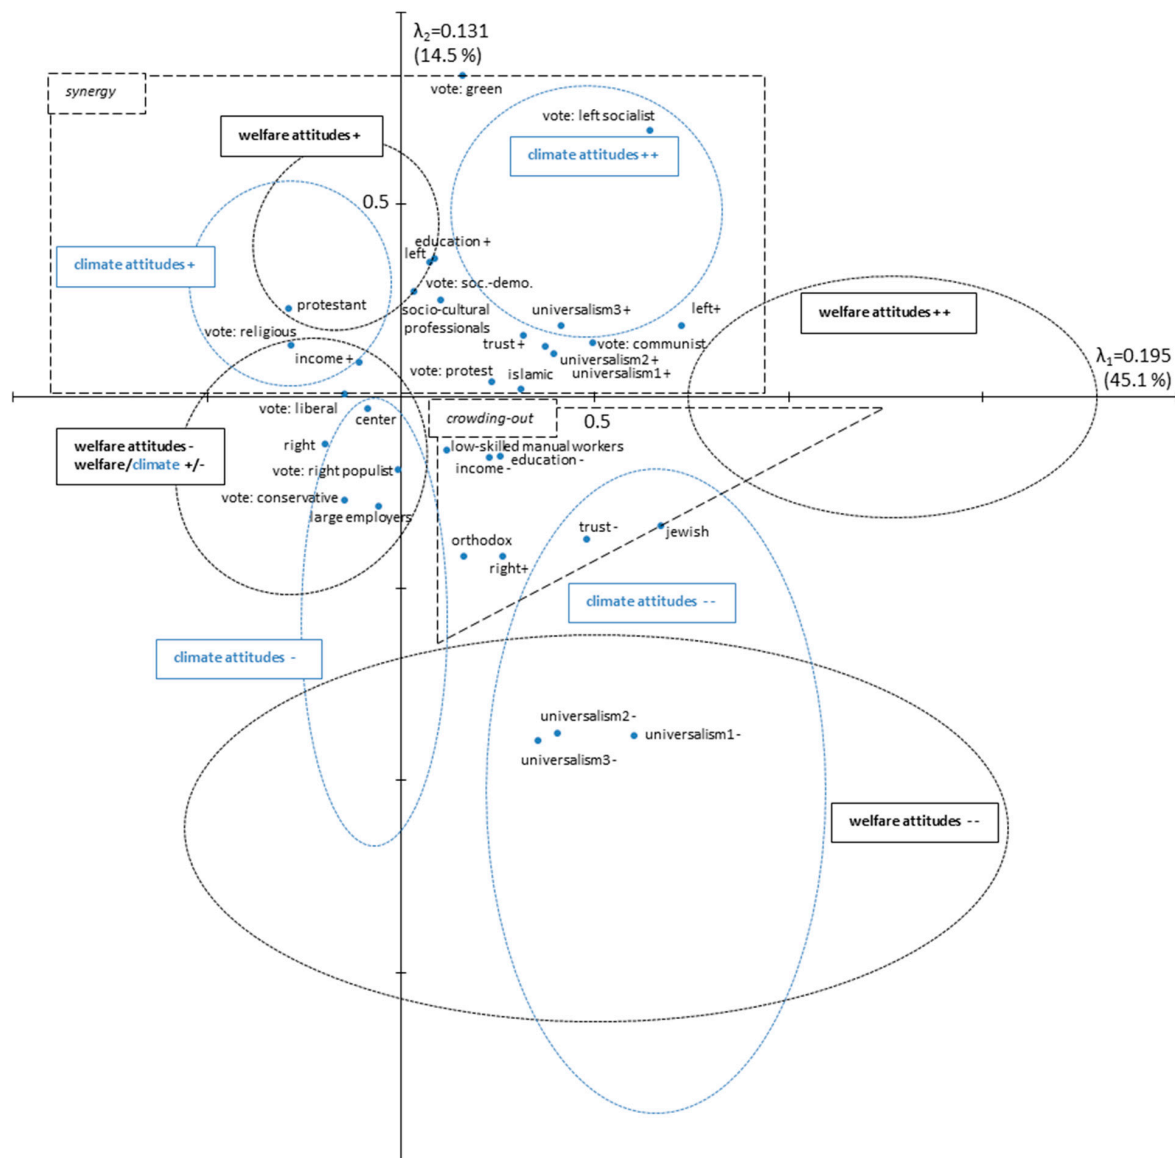 λ2=0.131
(14.5 %)
synergy
vote: green
vote: left socialist
welfare attitudes+
climate attitudes++
0.5
education +
left
climate attitudes+
vote: soc.-demo.
protestant
socio-cultural
professionals
universalism3+
left+
welfare attitudes++
vote: religious
trust+
vote: communist
income +
universalism2+
λ1=0.195
(45.1 %)
vote: protest
islamic
universalism1+
vote: liberal
center
crowding-out
0.5
welfare attitudes-
welfare/climate +/-
right
low-skilled manual workers
income-
education -
vote: right populist
vote: conservative
large employers
trust-
jewish
orthodox
right+
climate attitudes --
climate attitudes -
universalism2-
universalism1-
universalism3-
welfare attitudes --